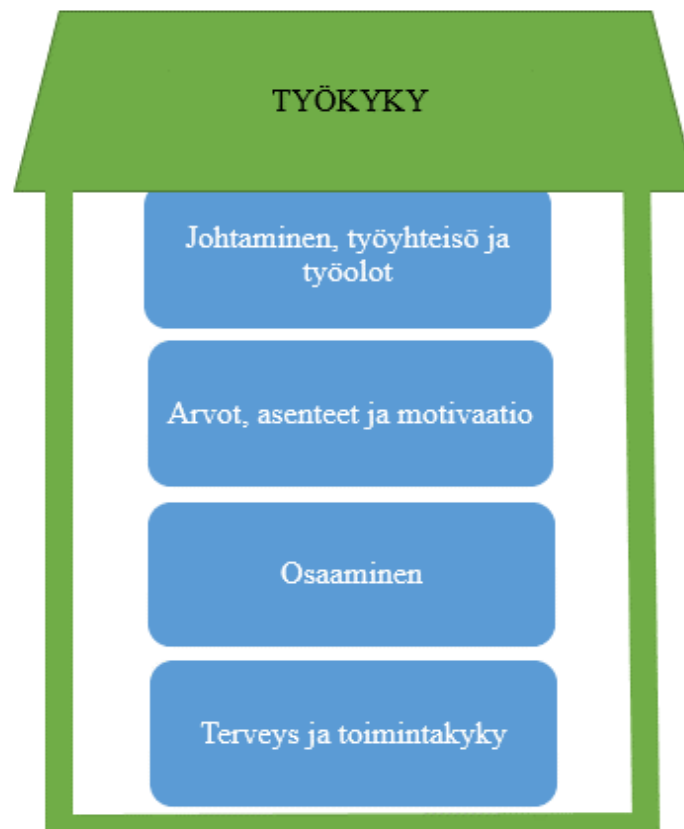 TYÖKYKY
Johtaminen, työyhteisö ja
työolot
Arvot, asenteet ja motivaatio
Osaaminen
Terveys ja toimintakyky